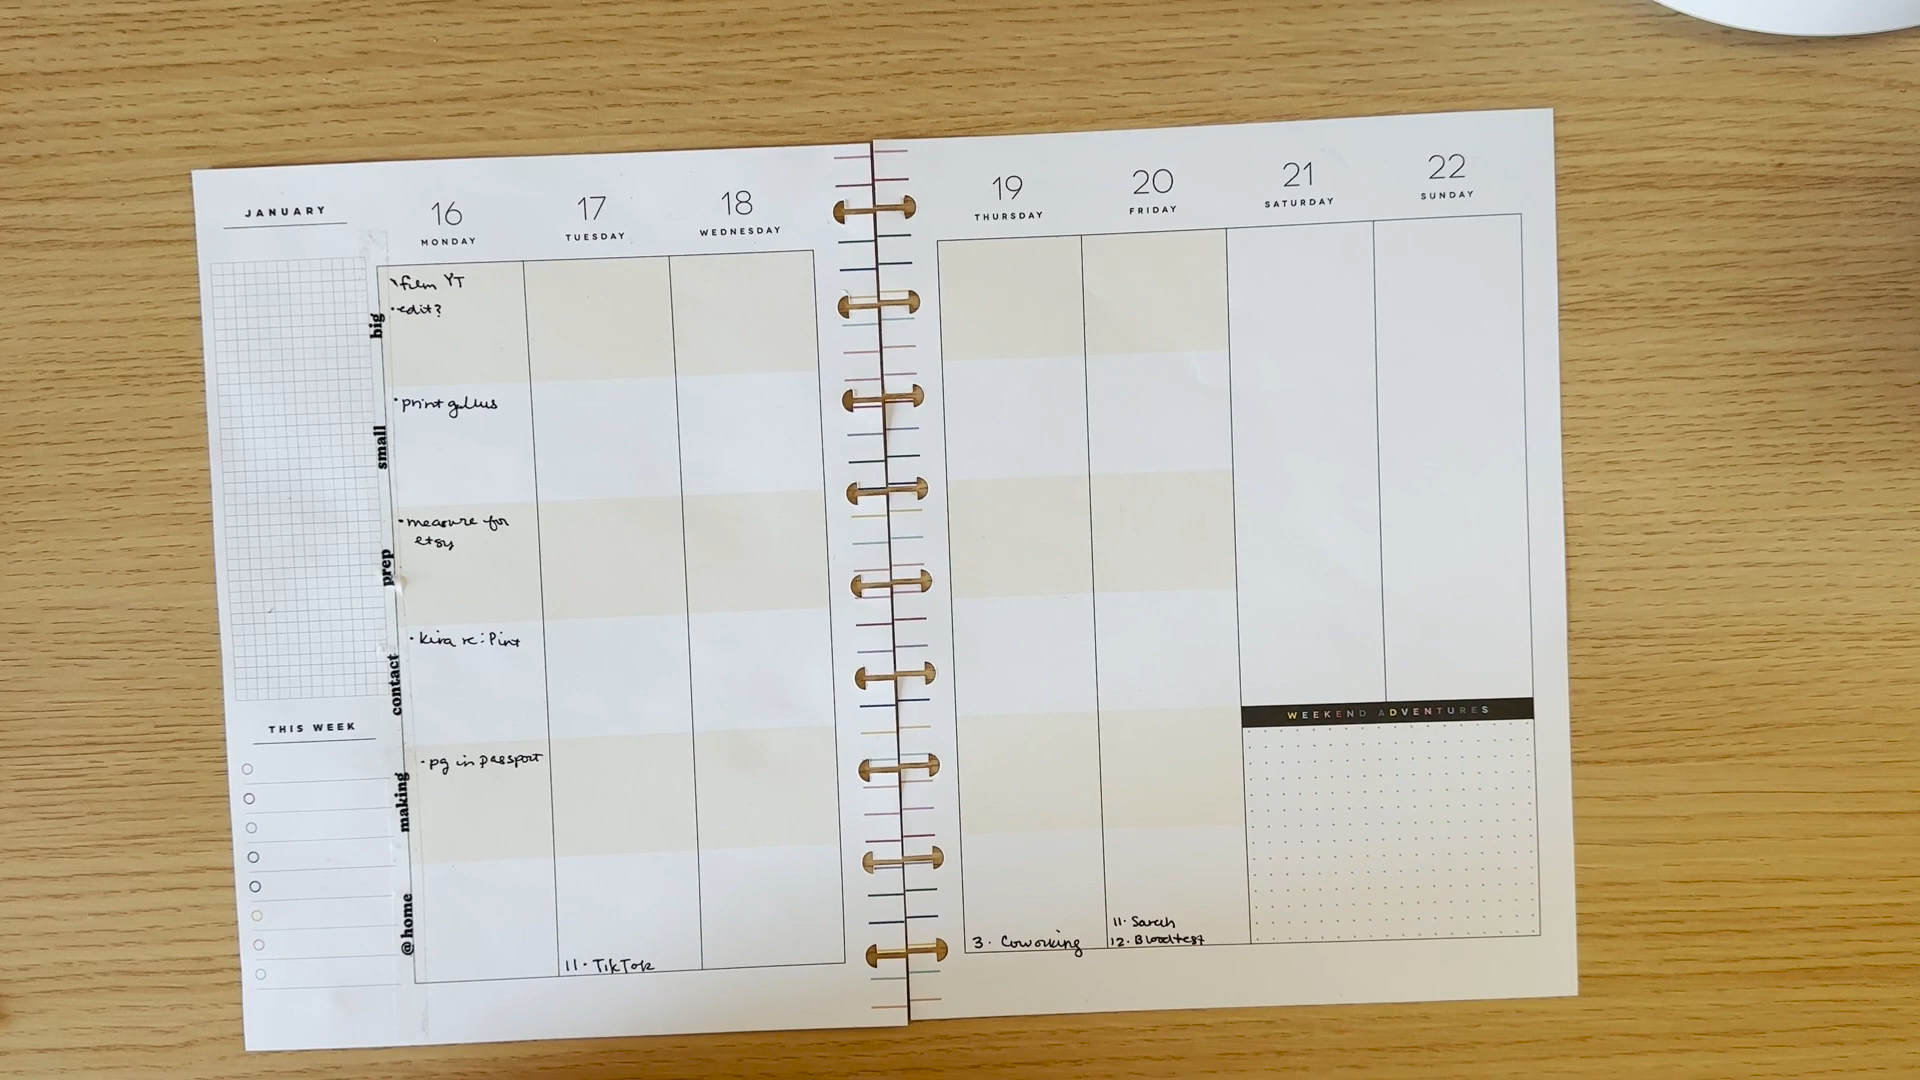 JANUARY
16
MONDAY
17
TUESDAY
18
WEDNESDAY
19
THURSDAY
20
FRIDAY
21
SATURDAY
22
SUNDAY
big
film YT
edit?
small
print
prep
measure for
etsy
contact
kira re: Pint
making
pg in passport
@home
11. TikTok
3. Coworking
11. Sarah
12. Bloodtest
THIS WEEK
WEEKEND ADVENTURES